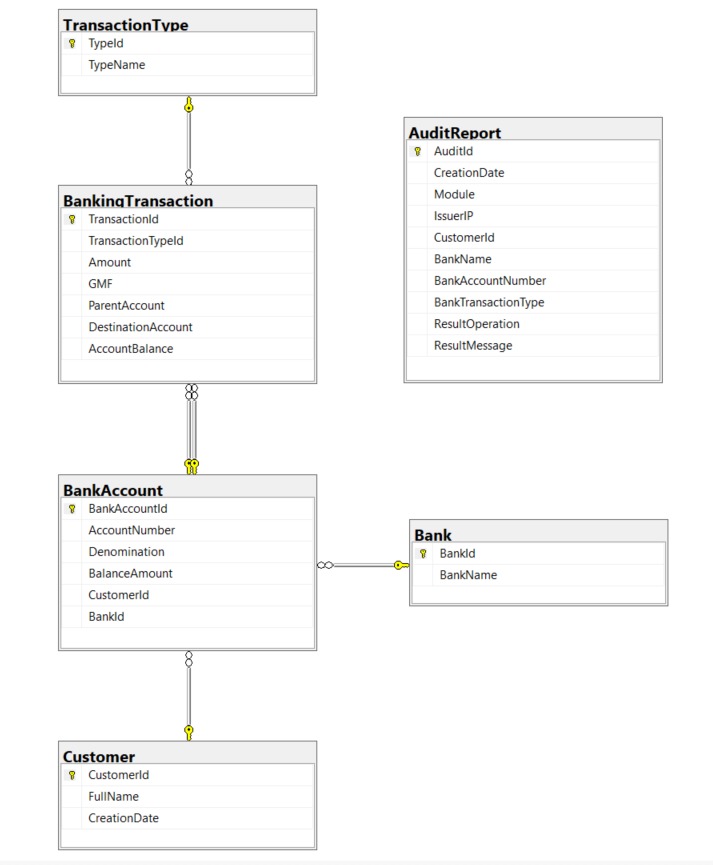 TransactionType
TypeId
TypeName
AuditReport
AuditId
CreationDate
Module
IssuerIP
CustomerId
BankName
BankAccountNumber
BankTransactionType
ResultOperation
ResultMessage
BankingTransaction
TransactionId
TransactionTypeId
Amount
GMF
ParentAccount
DestinationAccount
AccountBalance
BankAccount
BankAccountId
AccountNumber
Denomination
BalanceAmount
CustomerId
BankId
Bank
BankId
BankName
Customer
CustomerId
FullName
CreationDate